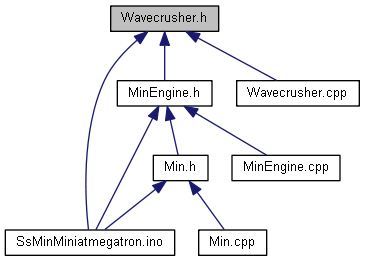 Wavecrusher.h
MinEngine.h
Wavecrusher.cpp
Min.h
MinEngine.cpp
SsMinMiniatmegatron.ino
Min.cpp